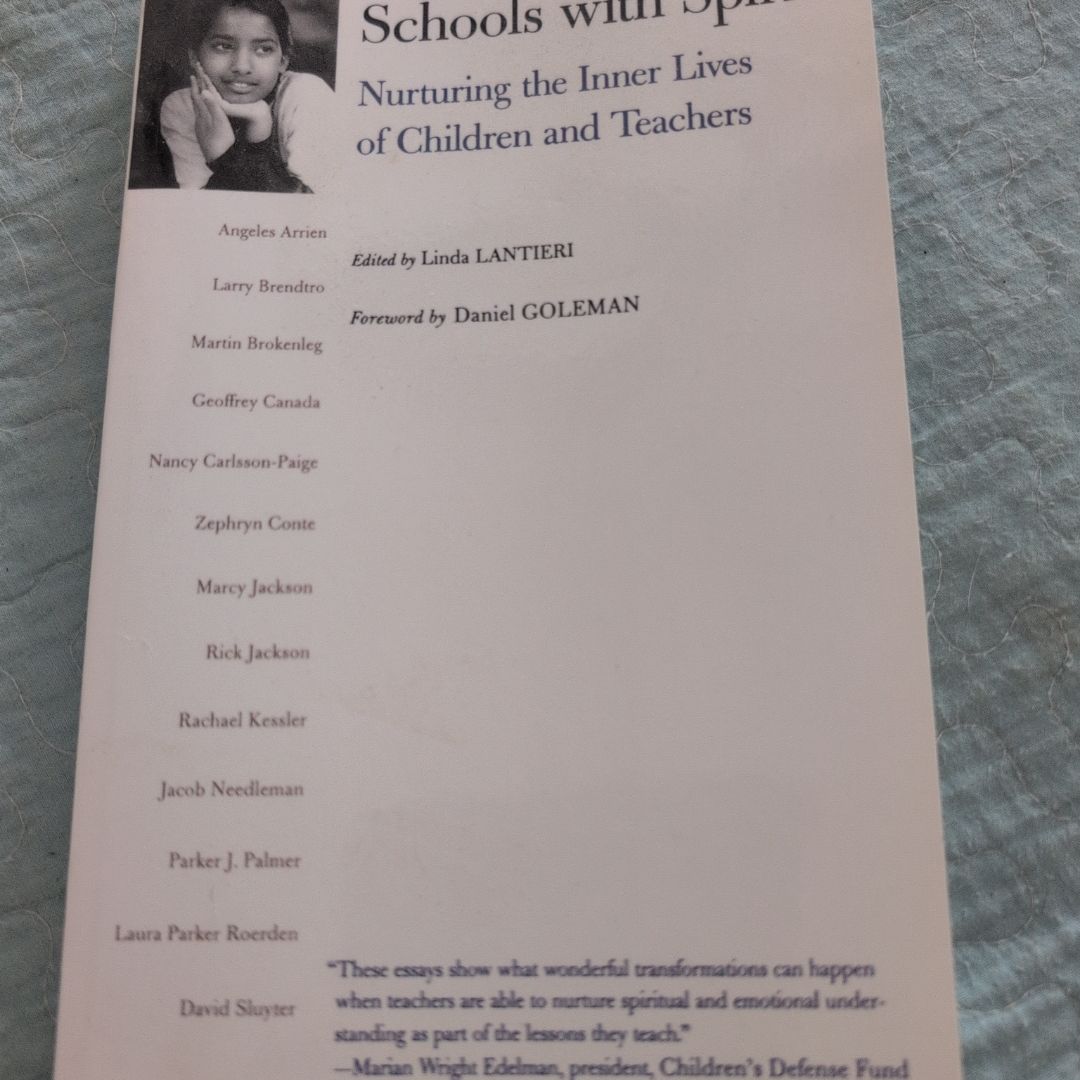 Schools with
Nurturing the Inner Lives
of Children and Teachers
Edited by Linda LANTIERI
Foreword by Daniel GOLEMAN
Angeles Arrien
Larry Brendtro
Martin Brokenleg
Geoffrey Canada
Nancy Carlsson-Paige
Zephryn Conte
Marcy Jackson
Rick Jackson
Rachael Kessler
Jacob Needleman
Parker J. Palmer
Laura Parker Roerden
David Sluyter
“These essays show what wonderful transformations can happen
when teachers are able to nurture spiritual and emotional under-
standing as part of the lessons they teach.”
—Marian Wright Edelman, president, Children’s Defense Fund